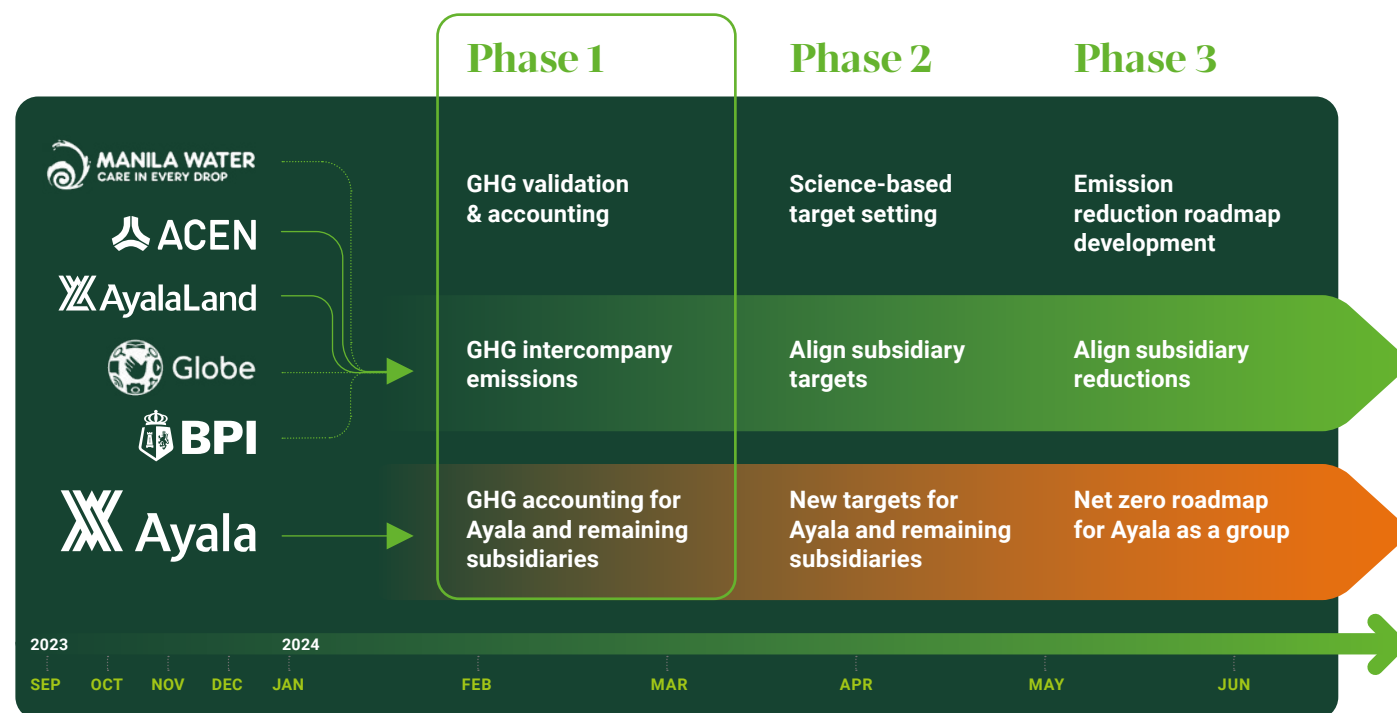 Phase 1
Phase 2
Phase 3
MANILA WATER
CARE IN EVERY DROP
ACEN
AyalaLand
Globe
BPI
Ayala
GHG validation
& accounting
Science-based
target setting
Emission
reduction roadmap
development
GHG intercompany
emissions
Align subsidiary
targets
Align subsidiary
reductions
GHG accounting for
Ayala and remaining
subsidiaries
New targets for
Ayala and remaining
subsidiaries
Net zero roadmap
for Ayala as a group
2023
2024
SEP
OCT
NOV
DEC
JAN
FEB
MAR
APR
MAY
JUN